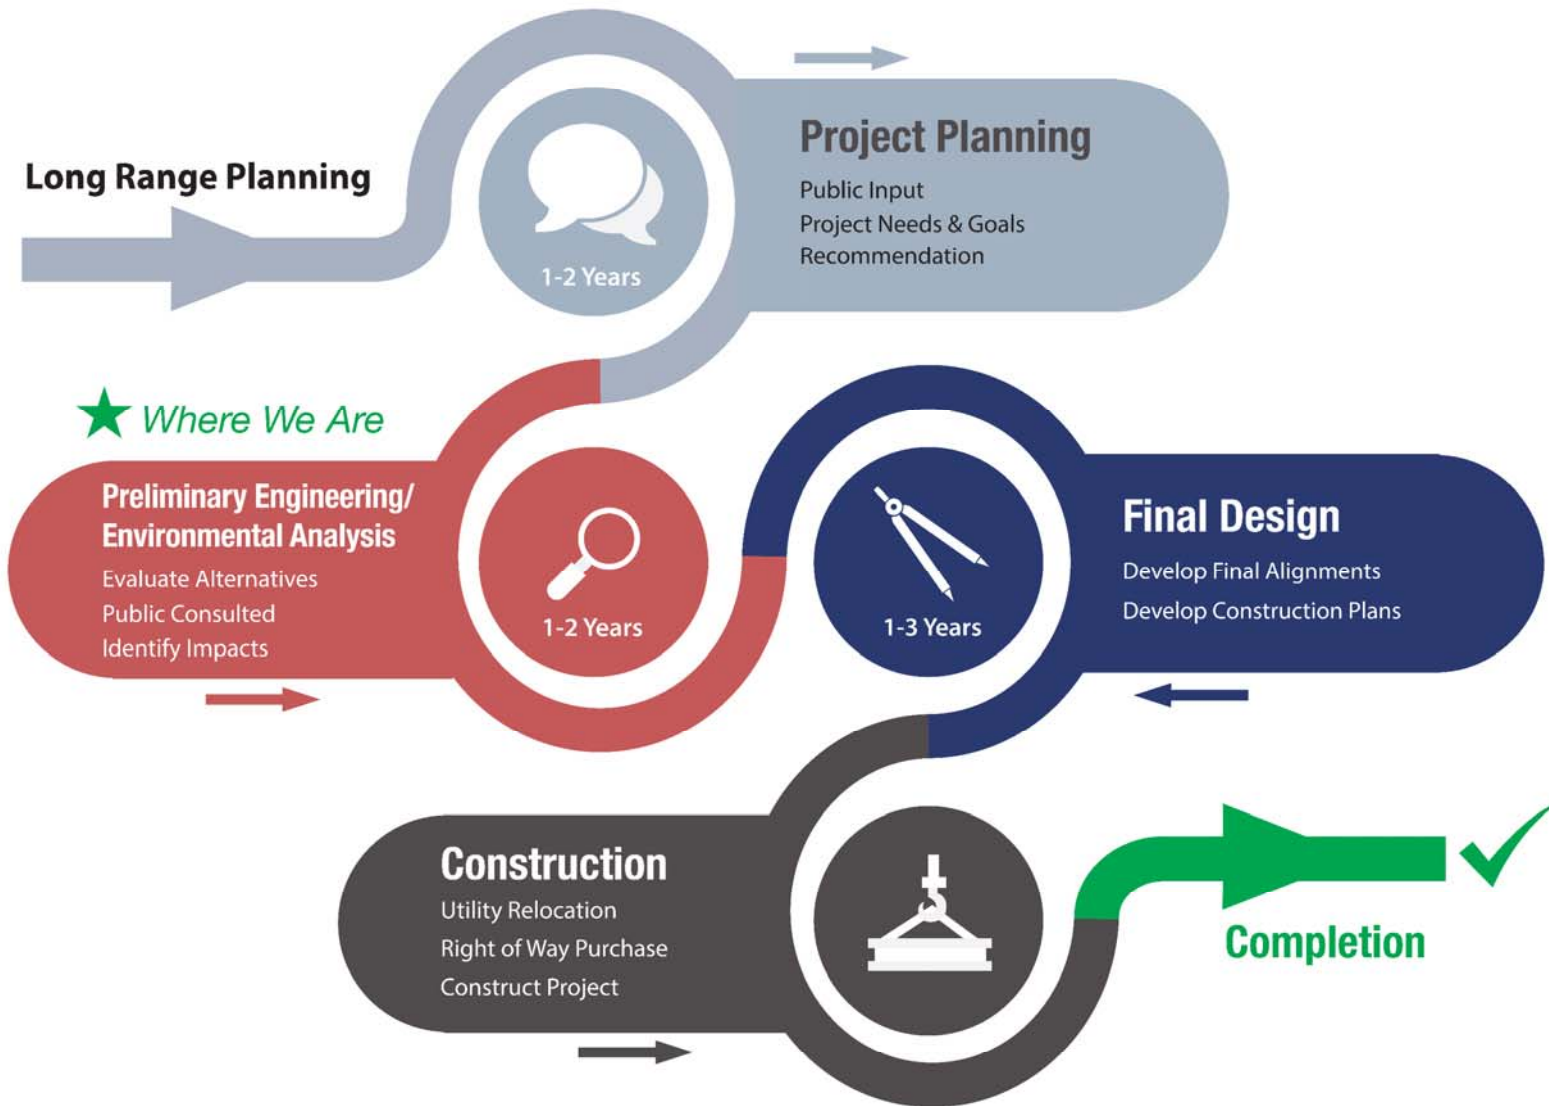 Long Range Planning
1-2 Years
Project Planning
Public Input
Project Needs & Goals
Recommendation
Where We Are
Preliminary Engineering/
Environmental Analysis
Evaluate Alternatives
Public Consulted
Identify Impacts
1-2 Years
1-3 Years
Final Design
Develop Final Alignments
Develop Construction Plans
Construction
Utility Relocation
Right of Way Purchase
Construct Project
Completion